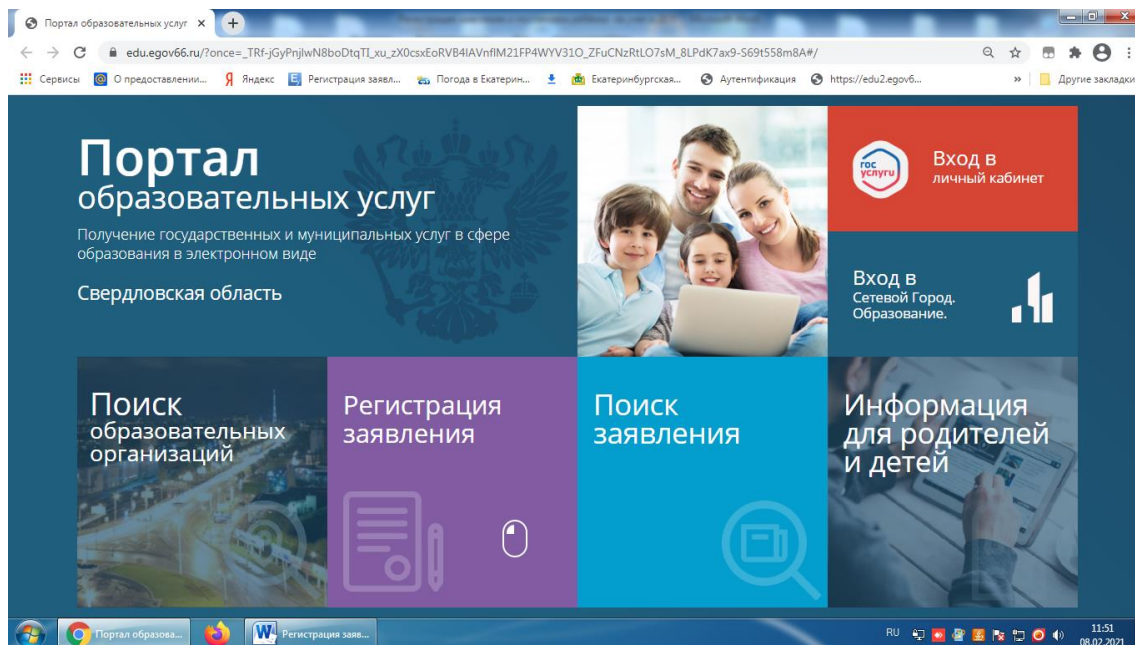 Портал образовательных услуг
edu.egov66.ru/?once=_TRf-jGyPnjlwN8boDtqTI_xu_zX0csxEoRVB4IAVnfIM21FP4WYV31O_ZFuCNzRtLO7sM_8LPdK7ax9-S69t558m8A#/
Сервисы О предоставлении... Яндекс Регистрация заявл... Погода в Екатерин... Екатеринбургская... Аутентификация https://edu2.egov6... » Другие закладки
Портал
образовательных услуг
Получение государственных и муниципальных услуг в сфере
образования в электронном виде
Свердловская область
гос
услуги
Вход в
личный кабинет
Вход в
Сетевой Город.
Образование.
Поиск
образовательных
организаций
Регистрация
заявления
Поиск
заявления
Информация
для родителей
и детей
Портал образова... Регистрация заяв... RU 11:51
08.02.2021